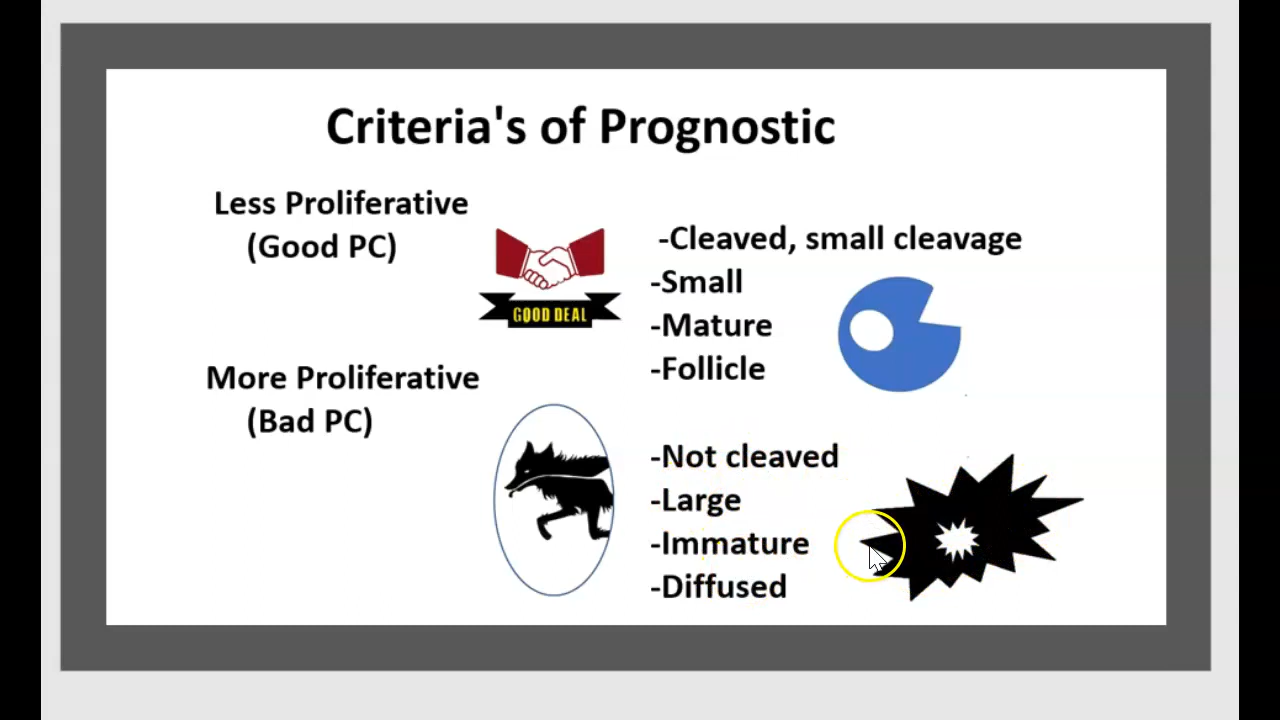 Criteria's of Prognostic
Less Proliferative
(Good PC)
GOOD DEAL
-Cleaved, small cleavage
-Small
-Mature
-Follicle
More Proliferative
(Bad PC)
-Not cleaved
-Large
-Immature
-Diffused